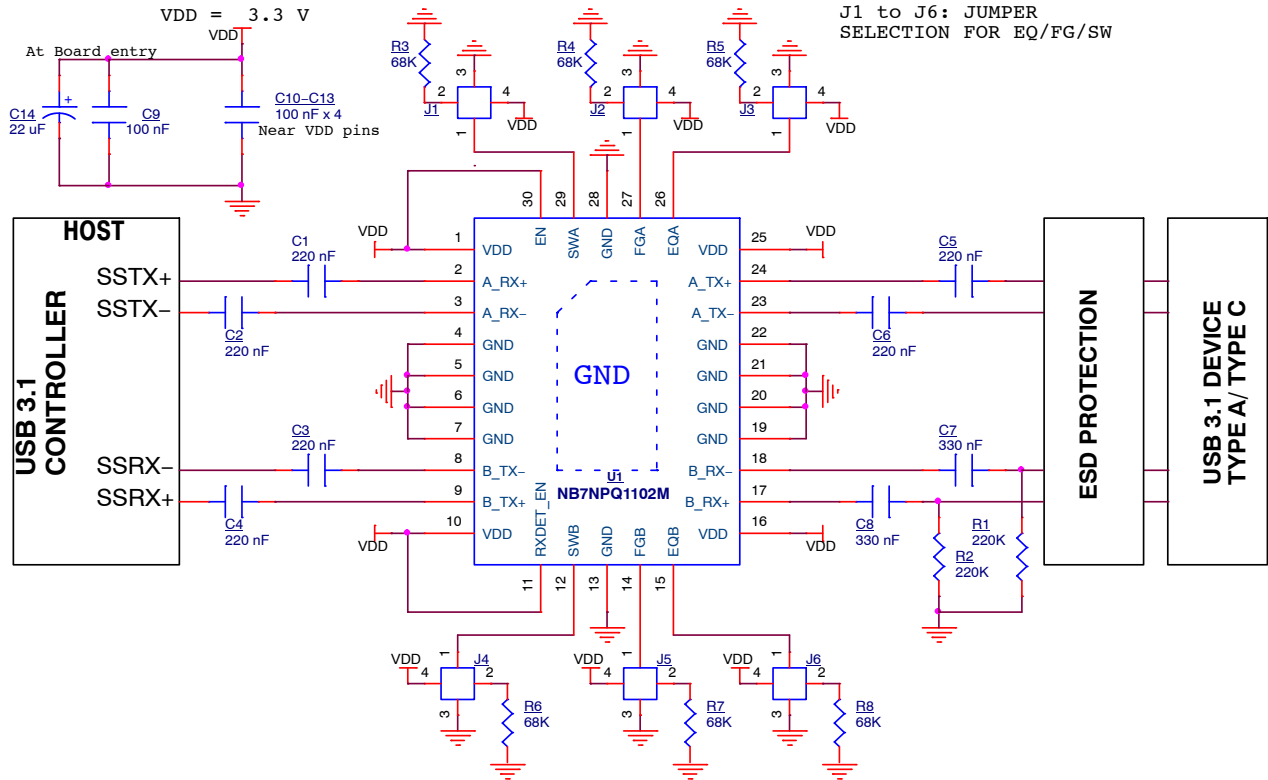 VDD = 3.3 V
VDD
At Board entry
+
C14
22 uF
C9
100 nF
C10-C13
100 nF x 4
Near VDD pins
J1 to J6: JUMPER
SELECTION FOR EQ/FG/SW
R3
68K
3
2
4
J1
1
VDD
R4
68K
3
2
4
J2
1
VDD
R5
68K
3
2
4
J3
1
VDD
30
29
28
27
26
EN
SWA
GND
FGA
EQA
HOST
USB 3.1
CONTROLLER
SSTX+
SSTX-
SSRX-
SSRX+
C1
220 nF
C2
220 nF
C3
220 nF
C4
220 nF
VDD
VDD
1 VDD
2 A_RX+
3 A_RX-
4 GND
5 GND
6 GND
7 GND
8 B_TX-
9 B_TX+
10 VDD
GND
U1
NB7NPQ1102M
VDD 25
A_TX+ 24
A_TX- 23
GND 22
GND 21
GND 20
GND 19
B_RX- 18
B_RX+ 17
VDD 16
VDD
VDD
RXDET_EN
SWB
GND
FGB
EQB
11
12
13
14
15
C5
220 nF
C6
220 nF
C7
330 nF
C8
330 nF
R1
220K
R2
220K
ESD PROTECTION
USB 3.1 DEVICE
TYPE A/ TYPE C
VDD
1
J4
4
2
3
R6
68K
VDD
1
J5
4
2
3
R7
68K
VDD
1
J6
4
2
3
R8
68K